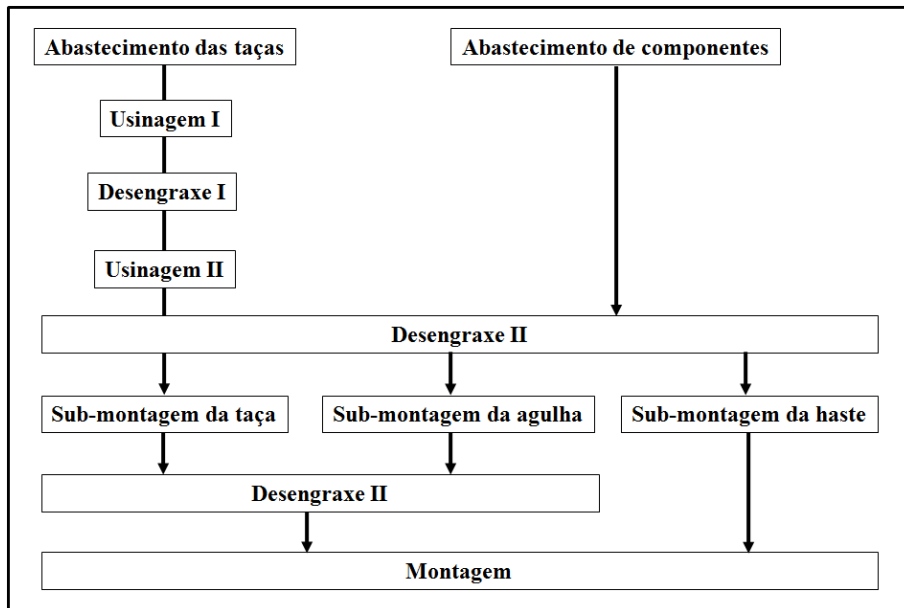 Abastecimento das taças
Abastecimento de componentes
Usinagem I
Desengraxe I
Usinagem II
Desengraxe II
Sub-montagem da taça
Sub-montagem da agulha
Sub-montagem da haste
Desengraxe II
Montagem